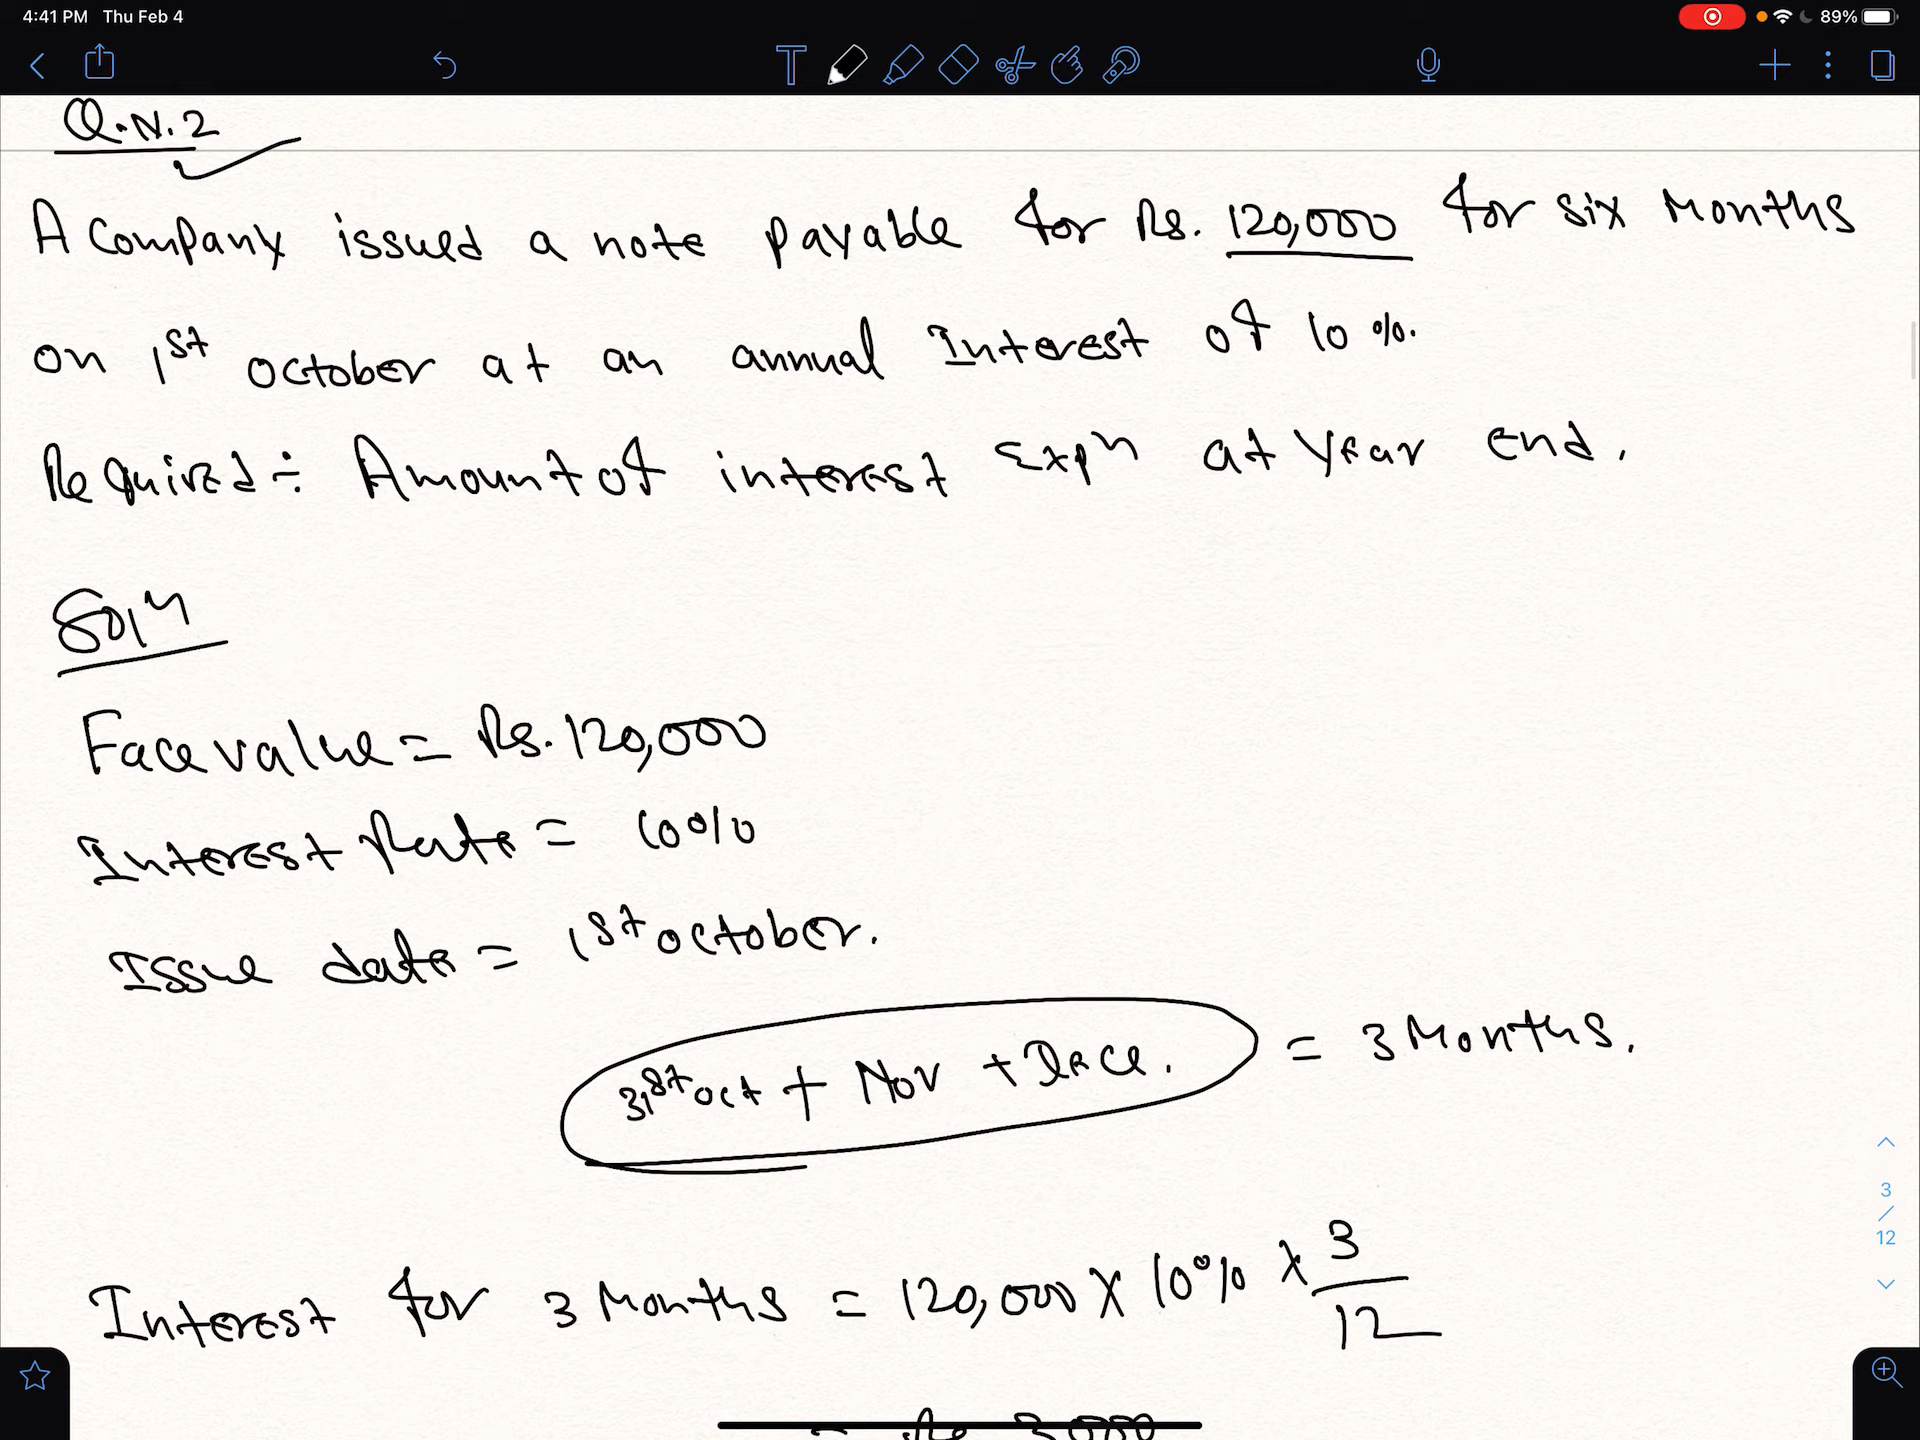 4:41 PM Thu Feb 4
89%
Q.N.2
A Company issued a note payable for Rs. 120,000 for six Months
on 1st october at an annual Interest of 10 %.
Required ÷ Amount of interest Expn at Year end.
Soln
Face value = Rs. 120,000
Interest Rate = 10%
Issue date = 1st october.
31st oct + Nov + Dece. = 3 Months.
3
/
12
Interest for 3 Months = 120,000 X 10% X 3/12
= Rs 3000